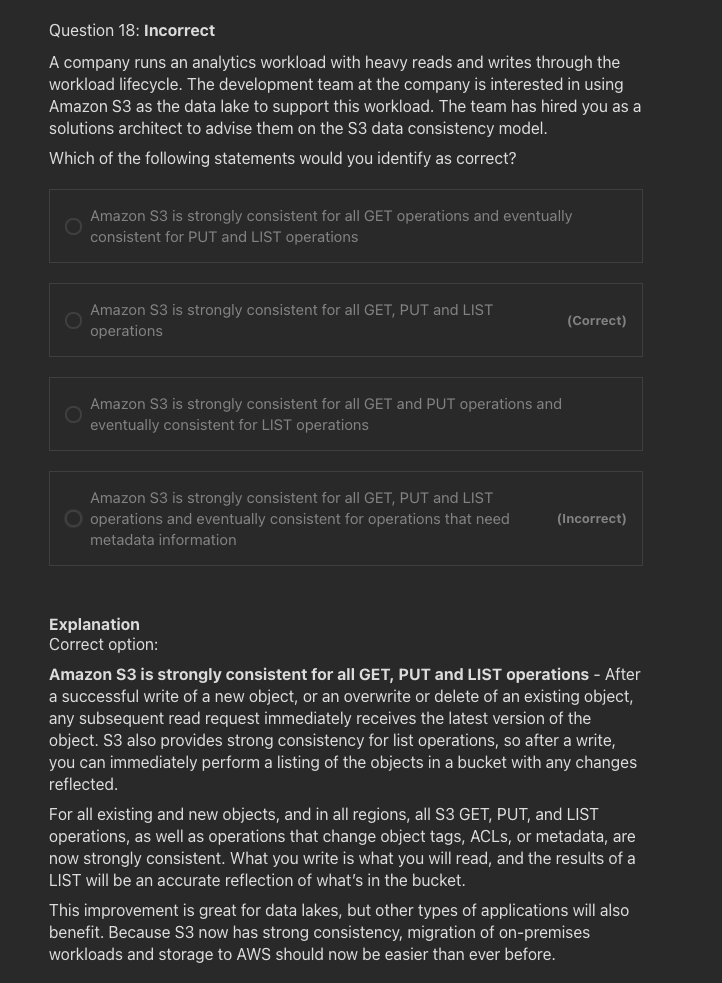 Question 18: Incorrect
A company runs an analytics workload with heavy reads and writes through the
workload lifecycle. The development team at the company is interested in using
Amazon S3 as the data lake to support this workload. The team has hired you as a
solutions architect to advise them on the S3 data consistency model.
Which of the following statements would you identify as correct?
Amazon S3 is strongly consistent for all GET operations and eventually
consistent for PUT and LIST operations
Amazon S3 is strongly consistent for all GET, PUT and LIST
operations
(Correct)
Amazon S3 is strongly consistent for all GET and PUT operations and
eventually consistent for LIST operations
Amazon S3 is strongly consistent for all GET, PUT and LIST
operations and eventually consistent for operations that need
metadata information
(Incorrect)
Explanation
Correct option:
Amazon S3 is strongly consistent for all GET, PUT and LIST operations - After
a successful write of a new object, or an overwrite or delete of an existing object,
any subsequent read request immediately receives the latest version of the
object. S3 also provides strong consistency for list operations, so after a write,
you can immediately perform a listing of the objects in a bucket with any changes
reflected.
For all existing and new objects, and in all regions, all S3 GET, PUT, and LIST
operations, as well as operations that change object tags, ACLs, or metadata, are
now strongly consistent. What you write is what you will read, and the results of a
LIST will be an accurate reflection of what’s in the bucket.
This improvement is great for data lakes, but other types of applications will also
benefit. Because S3 now has strong consistency, migration of on-premises
workloads and storage to AWS should now be easier than ever before.